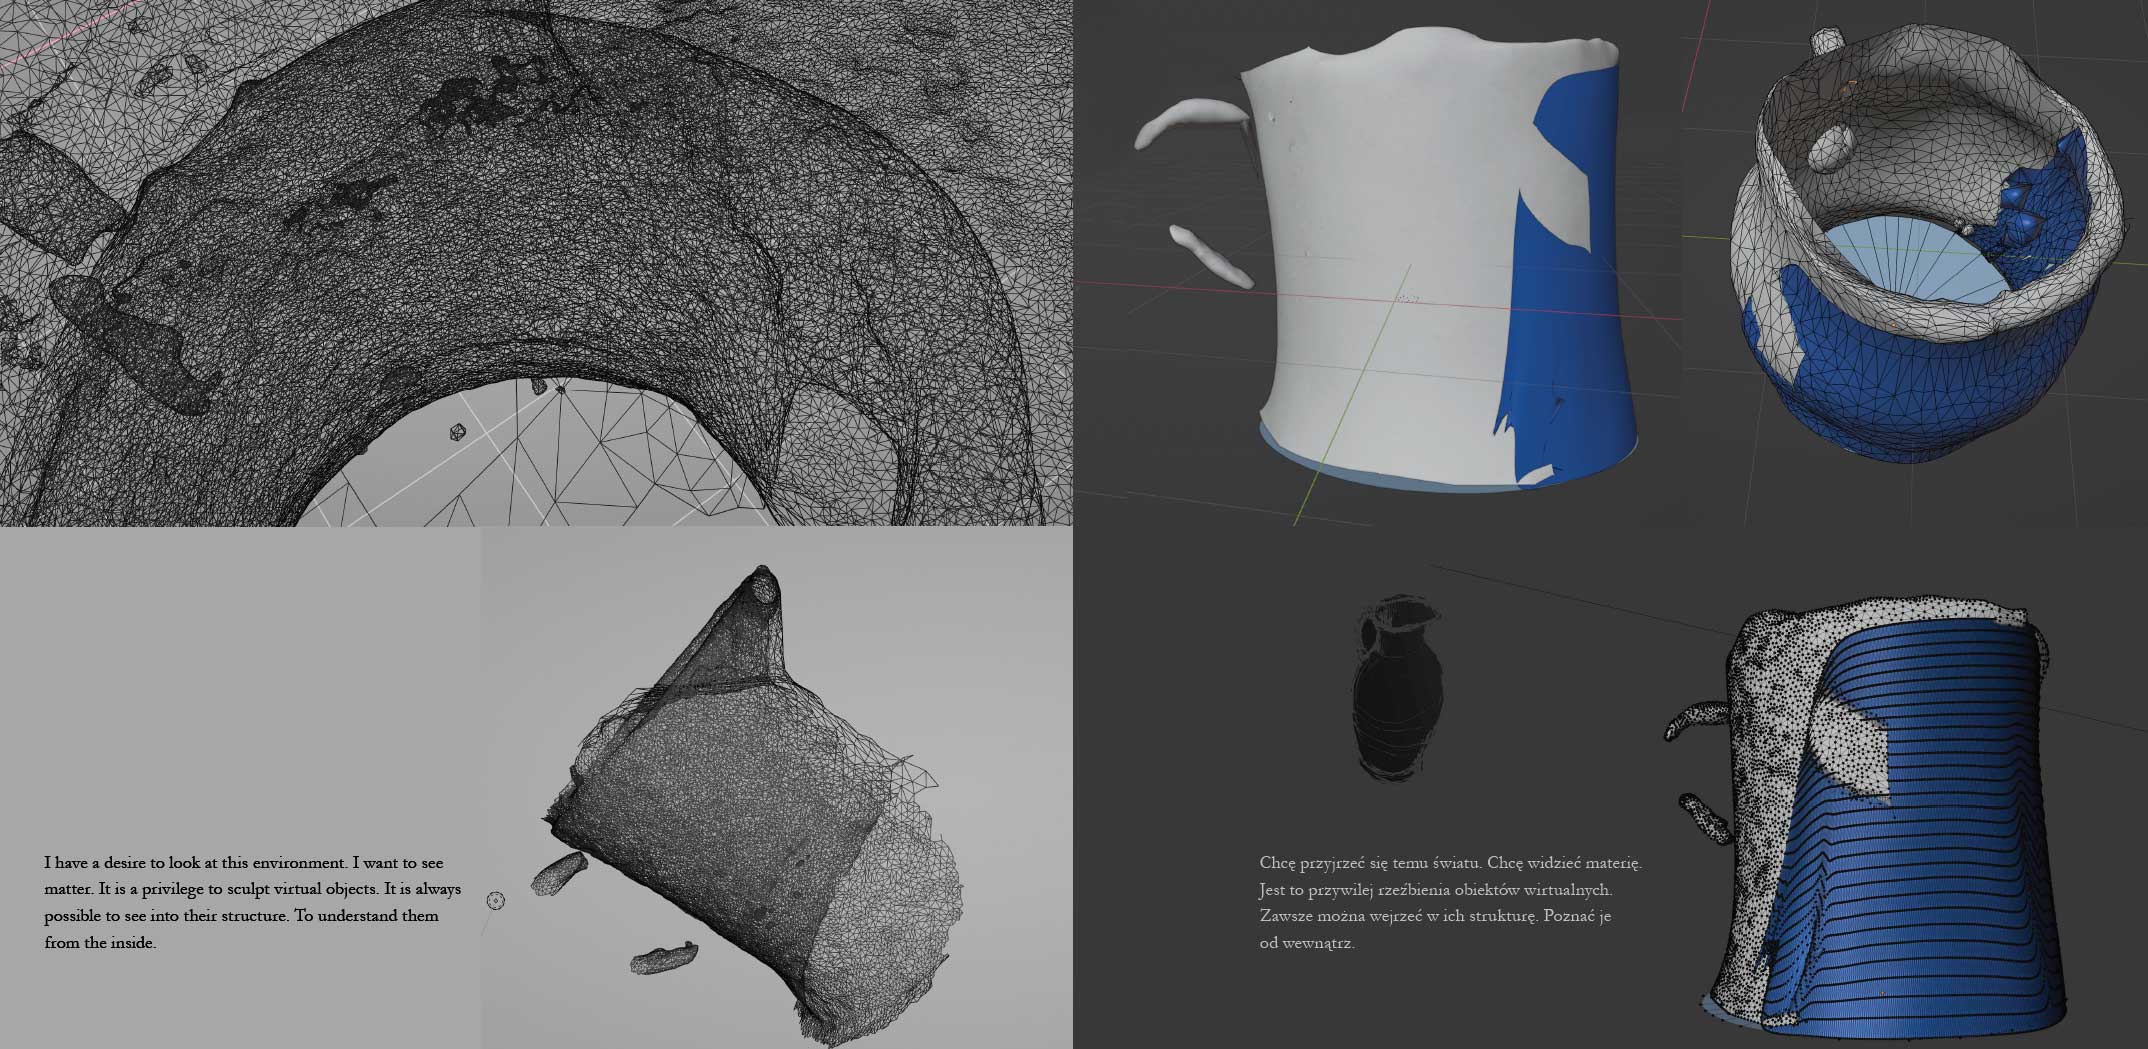 I have a desire to look at this environment. I want to see
matter. It is a privilege to sculpt virtual objects. It is always
possible to see into their structure. To understand them
from the inside.
Chcę przyjrzeć się temu światu. Chcę widzieć materię.
Jest to przywilej rzeźbienia obiektów wirtualnych.
Zawsze można wejrzeć w ich strukturę. Poznać je
od wewnątrz.